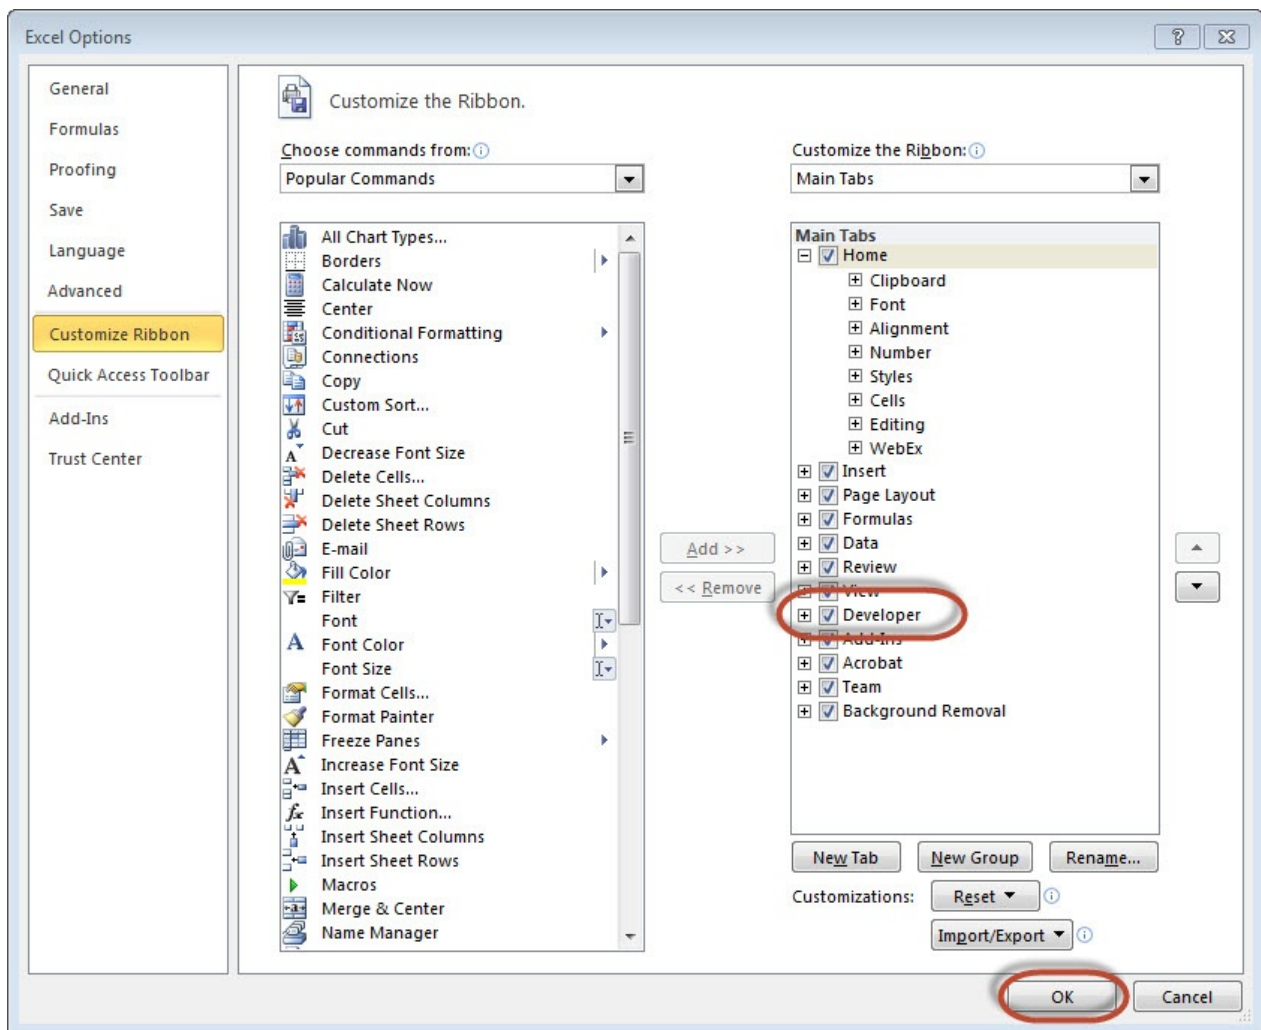 Excel Options
General
Formulas
Proofing
Save
Language
Advanced
Customize Ribbon
Quick Access Toolbar
Add-Ins
Trust Center
Customize the Ribbon.
Choose commands from:
Popular Commands
All Chart Types...
Borders
Calculate Now
Center
Conditional Formatting
Connections
Copy
Custom Sort...
Cut
Decrease Font Size
Delete Cells...
Delete Sheet Columns
Delete Sheet Rows
E-mail
Fill Color
Filter
Font
Font Color
Font Size
Format Cells...
Format Painter
Freeze Panes
Increase Font Size
Insert Cells...
Insert Function...
Insert Sheet Columns
Insert Sheet Rows
Macros
Merge & Center
Name Manager
Add >>
<< Remove
Customize the Ribbon:
Main Tabs
Main Tabs
Home
Clipboard
Font
Alignment
Number
Styles
Cells
Editing
WebEx
Insert
Page Layout
Formulas
Data
Review
View
Developer
Add-Ins
Acrobat
Team
Background Removal
New Tab New Group Rename...
Customizations: Reset
Import/Export
OK Cancel